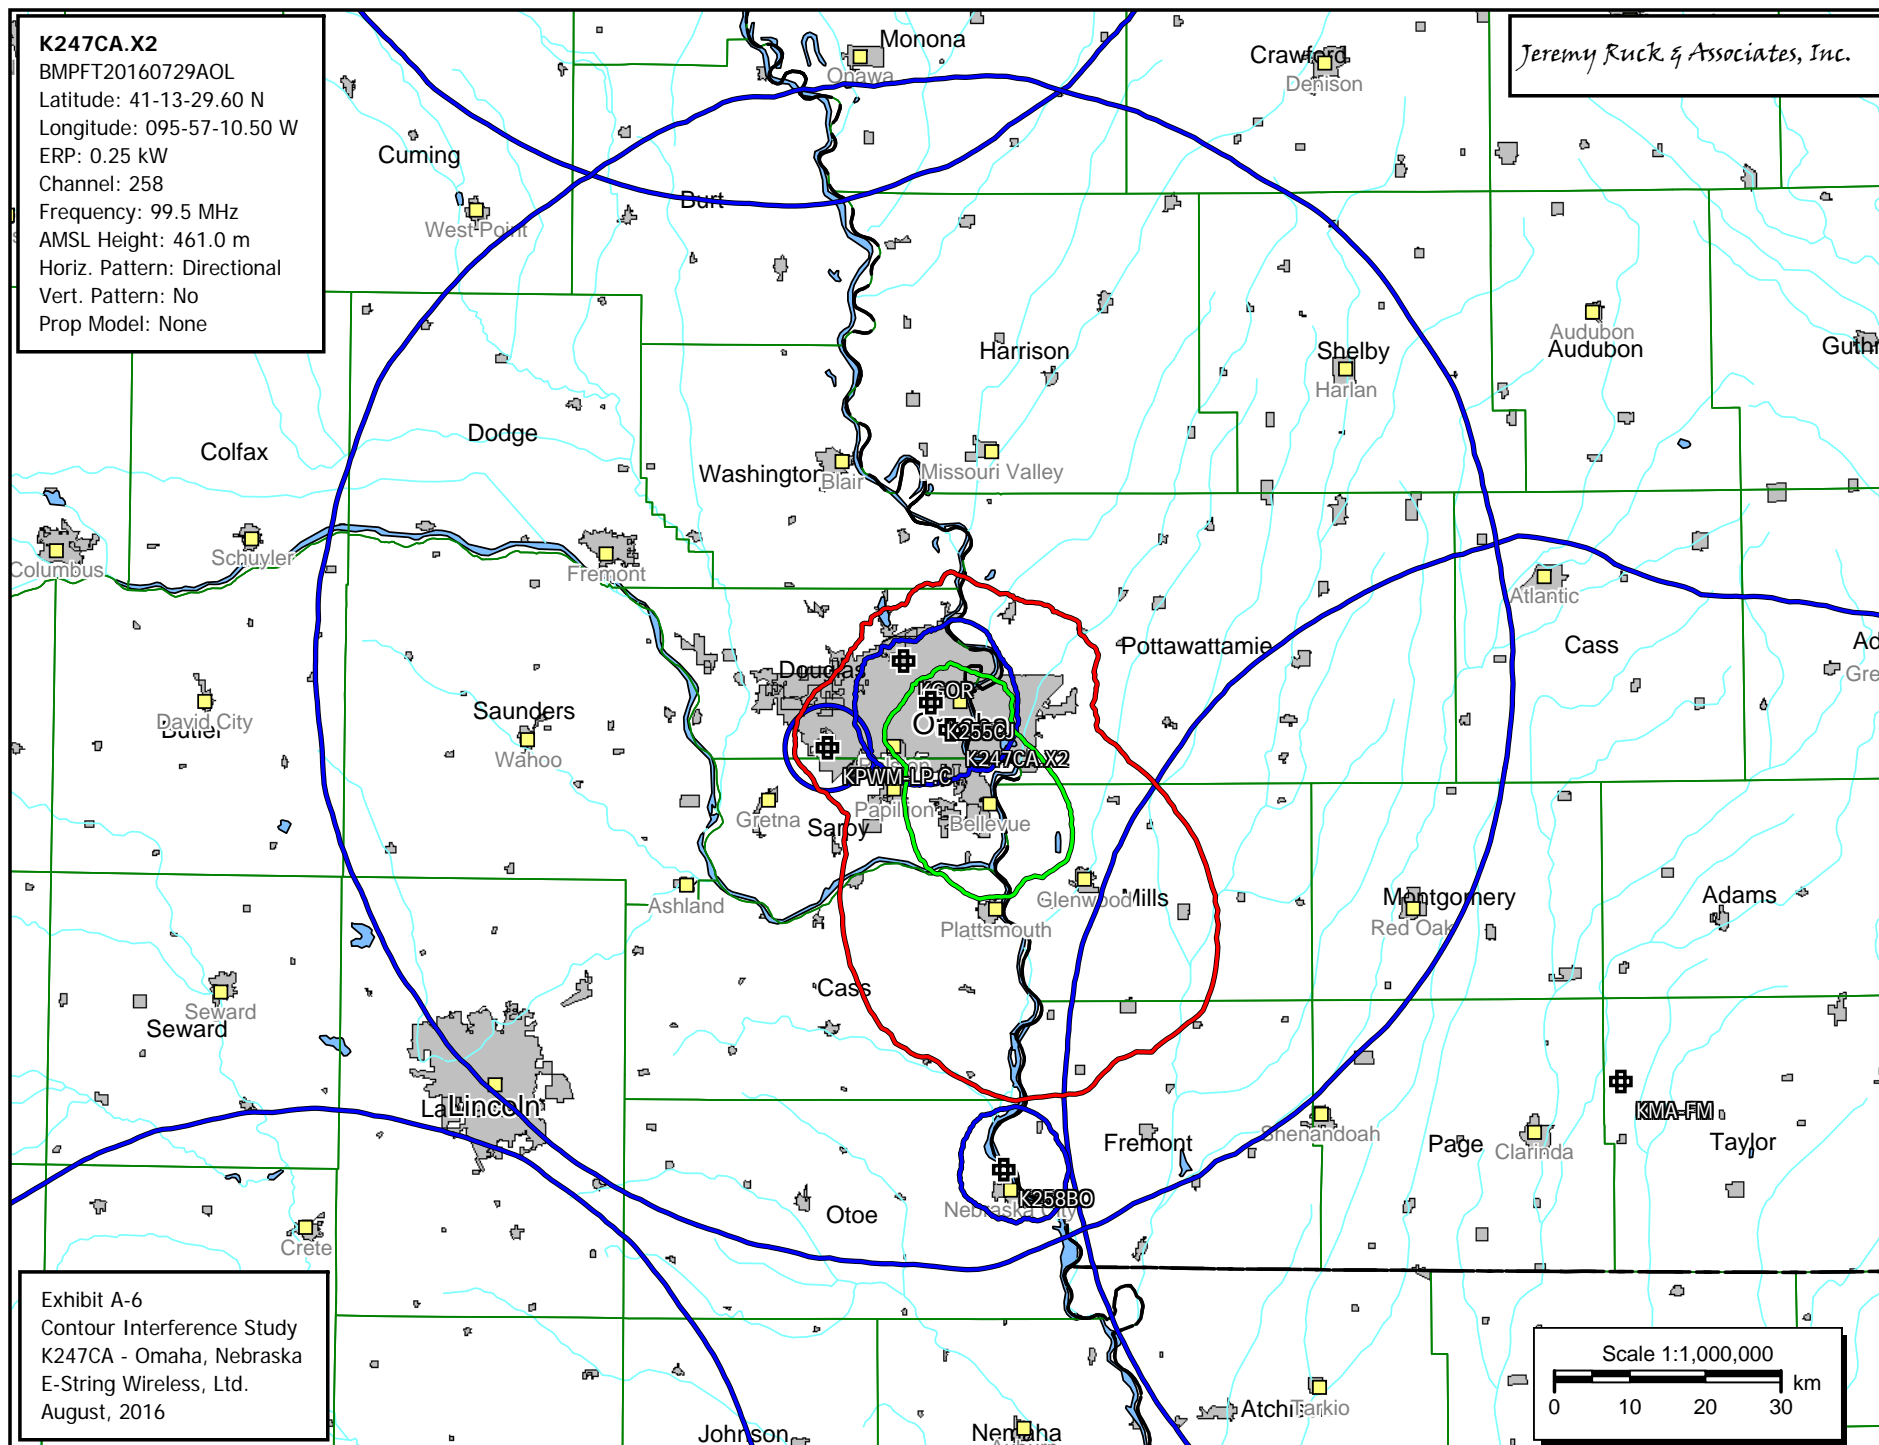 K247CA.X2
BMPFT20160729AOL
Latitude: 41-13-29.60 N
Longitude: 095-57-10.50 W
ERP: 0.25 kW
Channel: 258
Frequency: 99.5 MHz
AMSL Height: 461.0 m
Horiz. Pattern: Directional
Vert. Pattern: No
Prop Model: None
Jeremy Ruck & Associates, Inc.
Monona
Onawa
Crawford
Denison
Cuming
West Point
Burt
Harrison
Shelby
Harlan
Audubon
Audubon
Colfax
Dodge
Washington
Blair
Missouri Valley
Columbus
Schuyler
Fremont
Atlantic
Pottawattamie
Cass
Douglas
KGOR
David City
Butler
Saunders
Wahoo
K255CJ
K247CA.X2
KPWM-LP.C
Gretna
Papillion
Sarpy
Bellevue
Ashland
Glenwood
Mills
Plattsmouth
Montgomery
Red Oak
Adams
Cass
Seward
Seward
Lincoln
KMA-FM
Fremont
Shenandoah
Page
Clarinda
Taylor
K258BO
Nebraska City
Otoe
Crete
Exhibit A-6
Contour Interference Study
K247CA - Omaha, Nebraska
E-String Wireless, Ltd.
August, 2016
Scale 1:1,000,000
km
0 10 20 30
Tarkio
Johnson
Nemaha